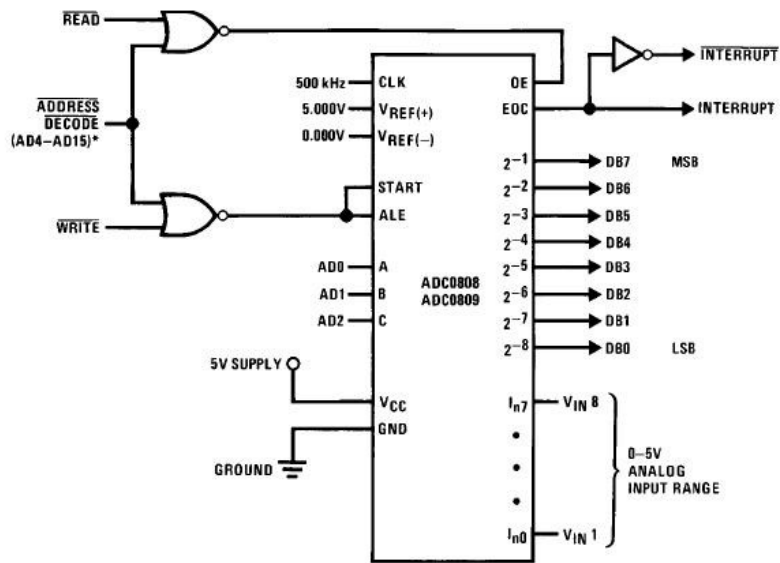 READ
ADDRESS
DECODE
(AD4–AD15)*
WRITE
500 kHz
CLK
5.000V
VREF(+)
0.000V
VREF(−)
START
ALE
AD0
A
AD1
B
AD2
C
5V SUPPLY
VCC
GND
GROUND
ADC0808
ADC0809
OE
EOC
INTERRUPT
INTERRUPT
2−1
DB7
MSB
2−2
DB6
2−3
DB5
2−4
DB4
2−5
DB3
2−6
DB2
2−7
DB1
2−8
DB0
LSB
In7
VIN 8
0–5V
ANALOG
INPUT RANGE
In0
VIN 1